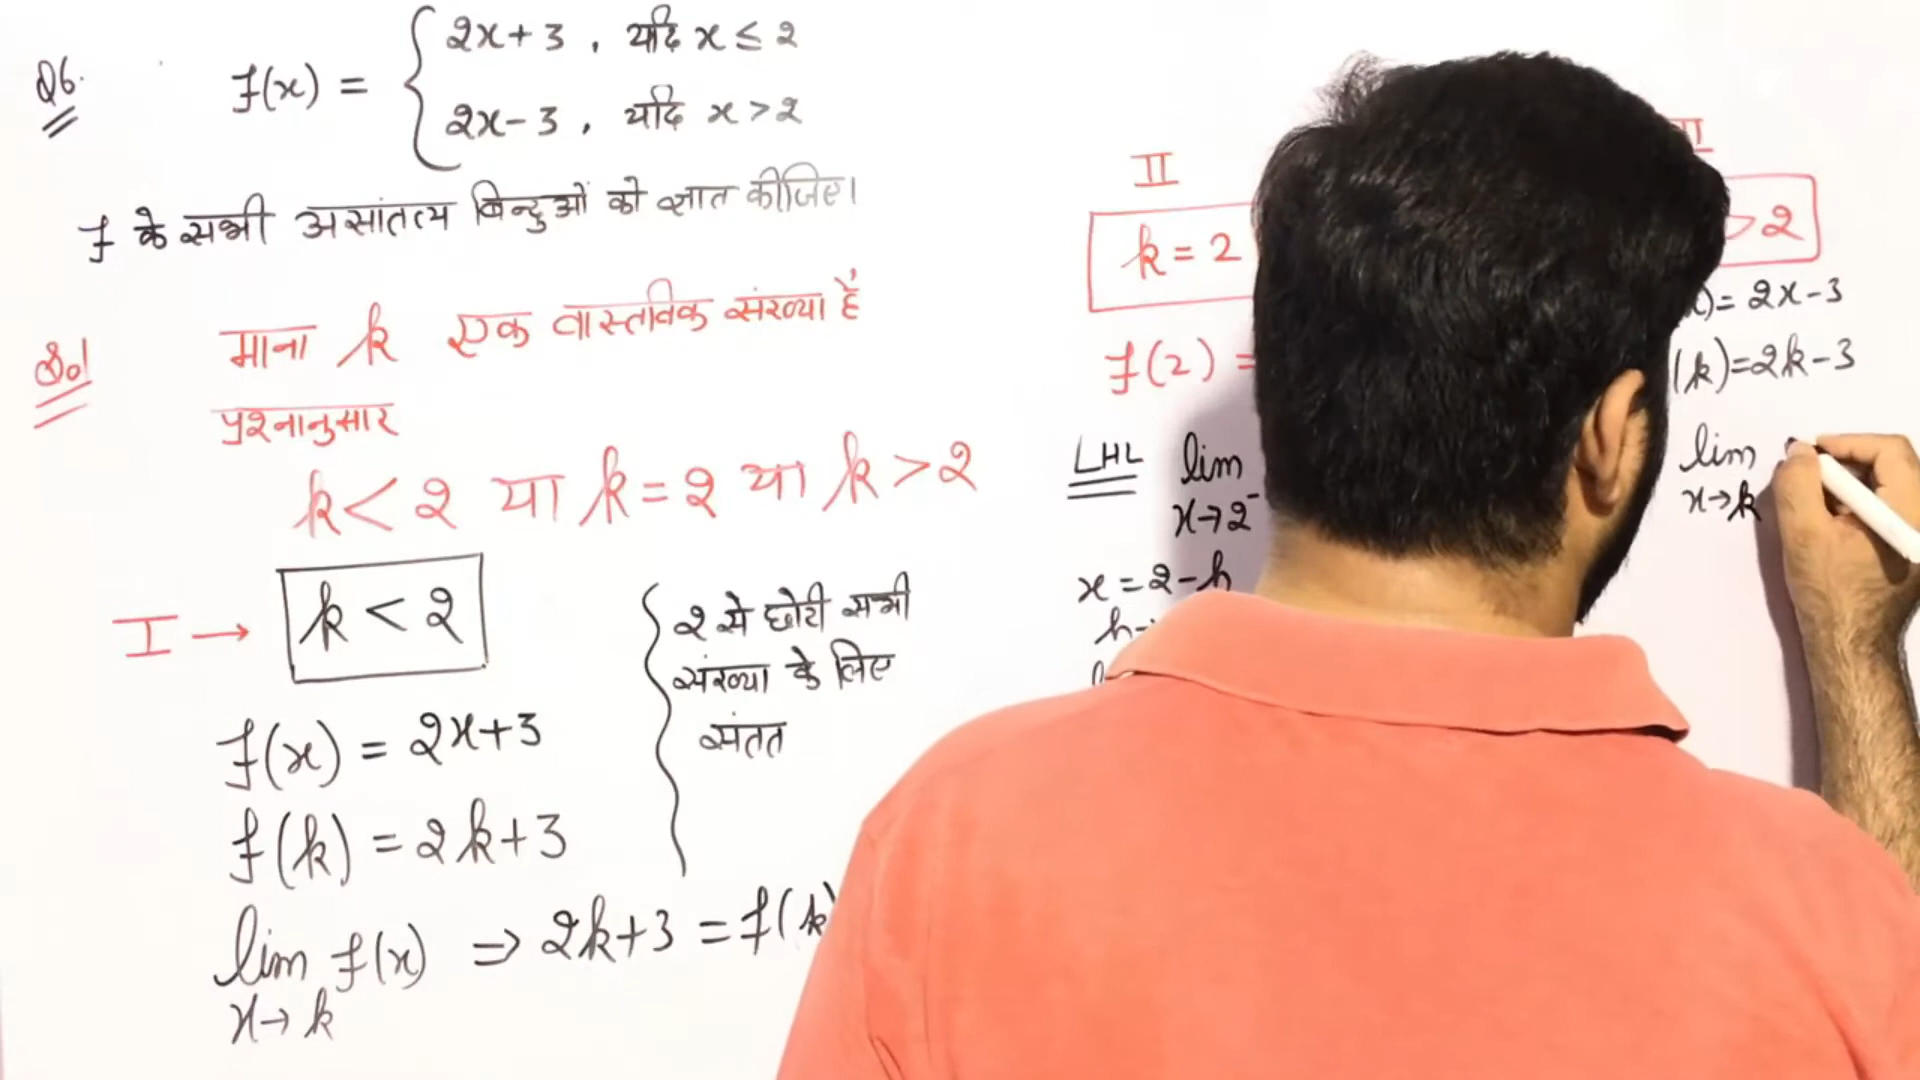 Q6. f(x) = { 2x+3 , यदि x ≤ 2
2x-3 , यदि x > 2
f के सभी असांतत्य बिन्दुओं को ज्ञात कीजिए।
Sol माना k एक वास्तविक संख्या है
प्रश्नानुसार
k < 2 या k = 2 या k > 2
I → k < 2
f(x) = 2x+3
f(k) = 2k+3
lim f(x) ⇒ 2k+3 = f(k)
x→k
2 से छोटी सभी
संख्या के लिए
संतत
II
k = 2
f(2) =
LHL lim
x→2⁻
x = 2-h
> 2
) = 2x-3
(k) = 2k-3
lim
x→k